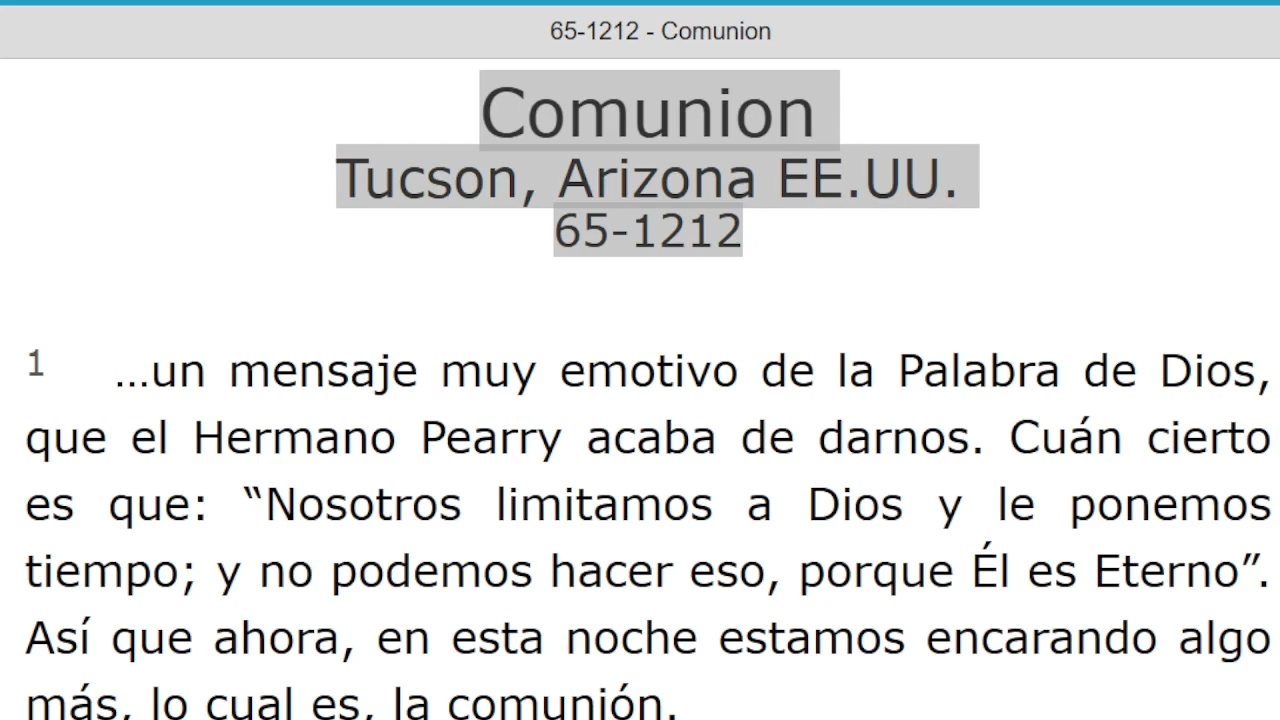 65-1212 - Comunion
Comunion
Tucson, Arizona EE.UU.
65-1212
1 …un mensaje muy emotivo de la Palabra de Dios,
que el Hermano Pearry acaba de darnos. Cuán cierto
es que: “Nosotros limitamos a Dios y le ponemos
tiempo; y no podemos hacer eso, porque Él es Eterno”.
Así que ahora, en esta noche estamos encarando algo
más, lo cual es, la comunión.